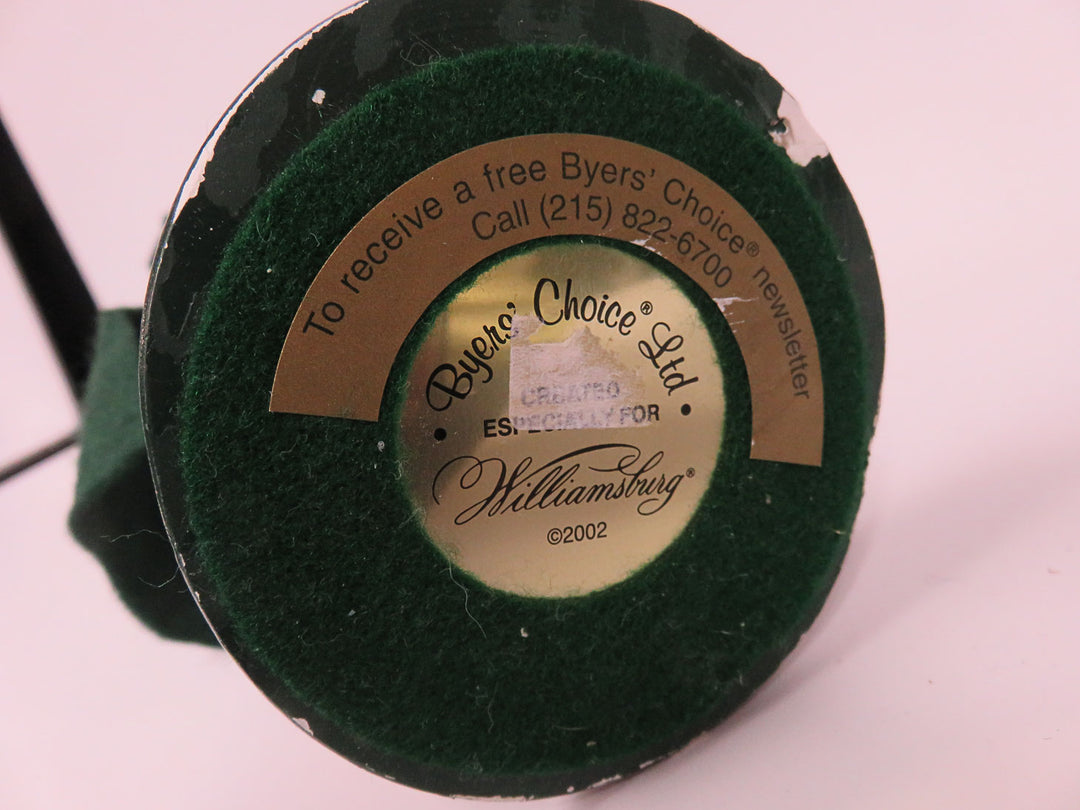 To receive a free Byers' Choice® newsletter
Call (215) 822-6700
Byers' Choice® Ltd
CREATED
• ESPECIALLY FOR •
Williamsburg®
©2002